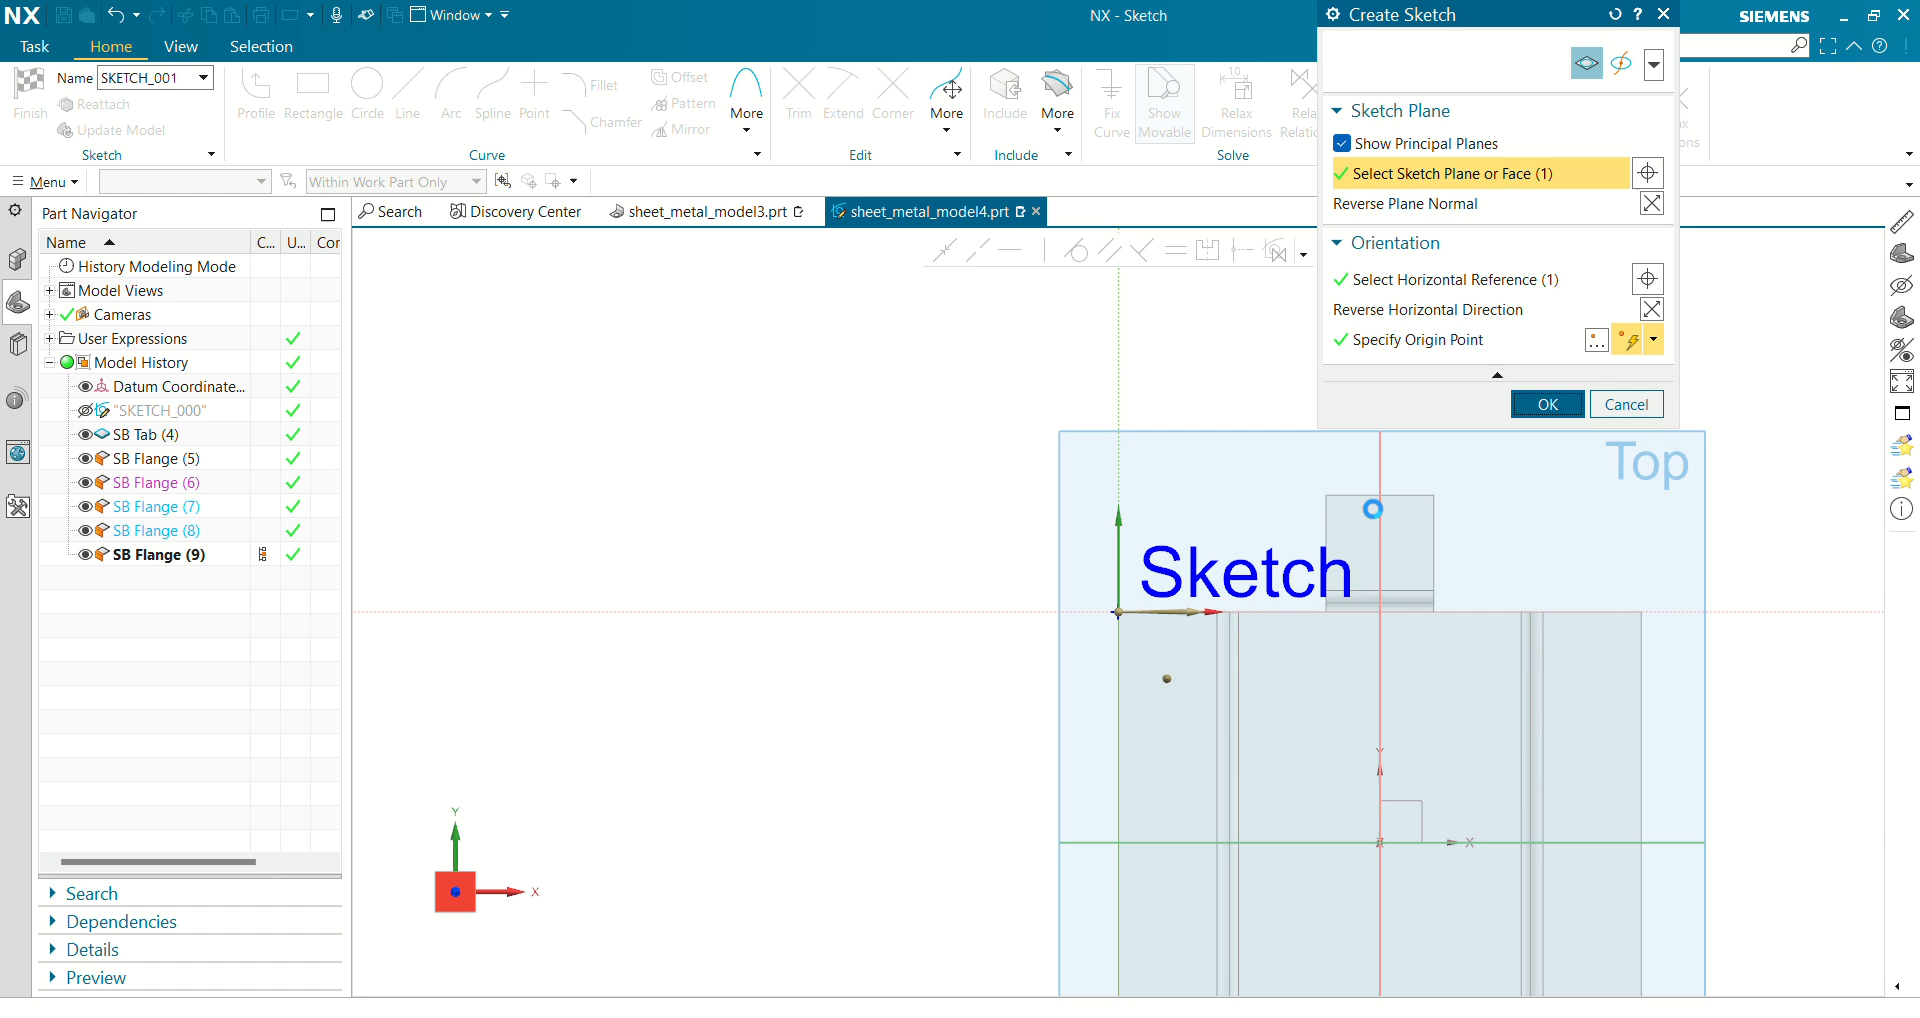 NX
Window
NX - Sketch
Create Sketch
?
SIEMENS
Task
Home
View
Selection
Finish
Name
SKETCH_001
Reattach
Update Model
Profile
Rectangle
Circle
Line
Arc
Spline
Point
Fillet
Chamfer
Offset
Pattern
Mirror
More
Trim
Extend
Corner
More
Include
More
Fix
Curve
Show
Movable
10
Relax
Dimensions
Rela
Relatio
Sketch
Curve
Edit
Include
Solve
Sketch Plane
Show Principal Planes
Select Sketch Plane or Face (1)
Reverse Plane Normal
Orientation
Select Horizontal Reference (1)
Reverse Horizontal Direction
Specify Origin Point
OK
Cancel
Menu
Within Work Part Only
Part Navigator
Search
Discovery Center
sheet_metal_model3.prt
sheet_metal_model4.prt
Name
C...
U...
Cor
History Modeling Mode
Model Views
Cameras
User Expressions
Model History
Datum Coordinate...
"SKETCH_000"
SB Tab (4)
SB Flange (5)
SB Flange (6)
SB Flange (7)
SB Flange (8)
SB Flange (9)
Search
Dependencies
Details
Preview
Top
Sketch
Y
X
Y
X
Z